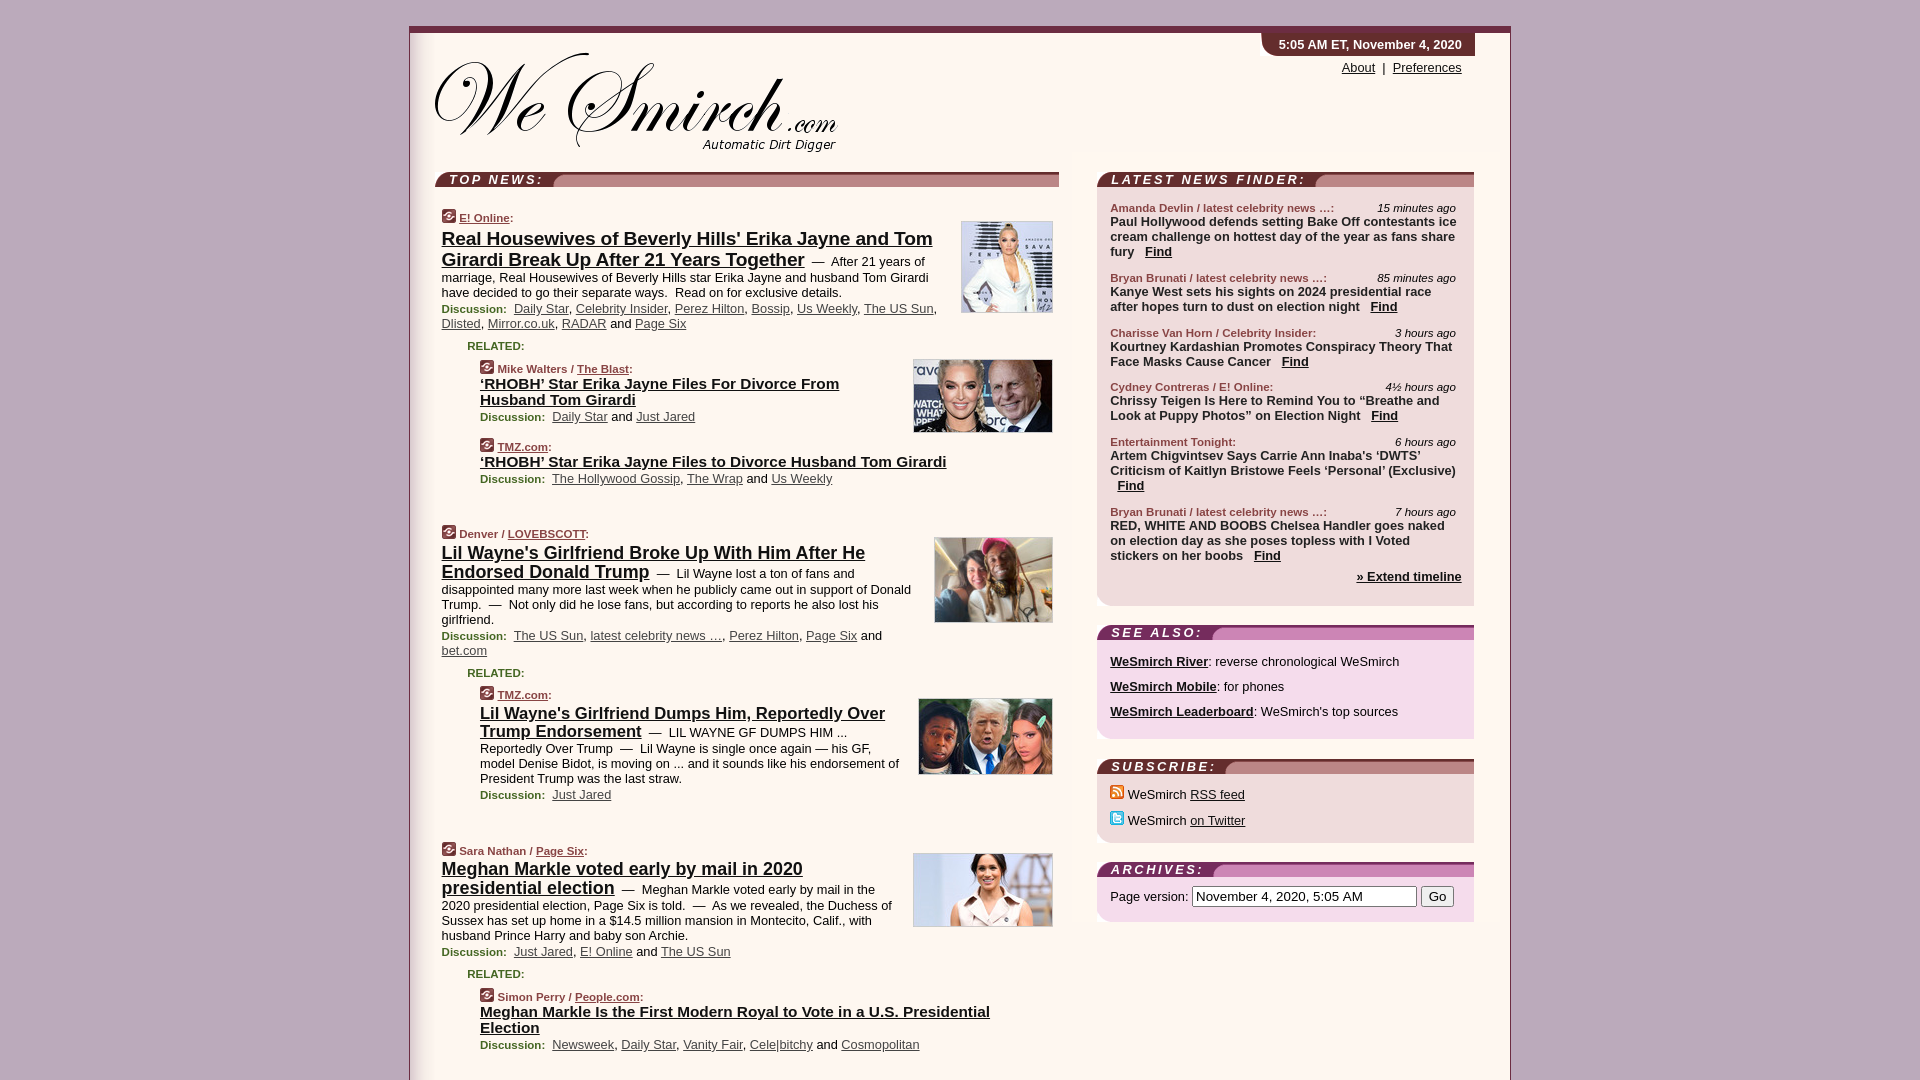 5:05 AM ET, November 4, 2020
About | Preferences
We Smirch .com
Automatic Dirt Digger
TOP NEWS:
E! Online:
Real Housewives of Beverly Hills' Erika Jayne and Tom
Girardi Break Up After 21 Years Together — After 21 years of
marriage, Real Housewives of Beverly Hills star Erika Jayne and husband Tom Girardi
have decided to go their separate ways. Read on for exclusive details.
Discussion: Daily Star, Celebrity Insider, Perez Hilton, Bossip, Us Weekly, The US Sun,
Dlisted, Mirror.co.uk, RADAR and Page Six
RELATED:
Mike Walters / The Blast:
‘RHOBH’ Star Erika Jayne Files For Divorce From
Husband Tom Girardi
Discussion: Daily Star and Just Jared
TMZ.com:
‘RHOBH’ Star Erika Jayne Files to Divorce Husband Tom Girardi
Discussion: The Hollywood Gossip, The Wrap and Us Weekly
Denver / LOVEBSCOTT:
Lil Wayne's Girlfriend Broke Up With Him After He
Endorsed Donald Trump — Lil Wayne lost a ton of fans and
disappointed many more last week when he publicly came out in support of Donald
Trump. — Not only did he lose fans, but according to reports he also lost his
girlfriend.
Discussion: The US Sun, latest celebrity news …, Perez Hilton, Page Six and
bet.com
RELATED:
TMZ.com:
Lil Wayne's Girlfriend Dumps Him, Reportedly Over
Trump Endorsement — LIL WAYNE GF DUMPS HIM ...
Reportedly Over Trump — Lil Wayne is single once again — his GF,
model Denise Bidot, is moving on ... and it sounds like his endorsement of
President Trump was the last straw.
Discussion: Just Jared
Sara Nathan / Page Six:
Meghan Markle voted early by mail in 2020
presidential election — Meghan Markle voted early by mail in the
2020 presidential election, Page Six is told. — As we revealed, the Duchess of
Sussex has set up home in a $14.5 million mansion in Montecito, Calif., with
husband Prince Harry and baby son Archie.
Discussion: Just Jared, E! Online and The US Sun
RELATED:
Simon Perry / People.com:
Meghan Markle Is the First Modern Royal to Vote in a U.S. Presidential
Election
Discussion: Newsweek, Daily Star, Vanity Fair, Cele|bitchy and Cosmopolitan
LATEST NEWS FINDER:
Amanda Devlin / latest celebrity news …: 15 minutes ago
Paul Hollywood defends setting Bake Off contestants ice
cream challenge on hottest day of the year as fans share
fury Find
Bryan Brunati / latest celebrity news …: 85 minutes ago
Kanye West sets his sights on 2024 presidential race
after hopes turn to dust on election night Find
Charisse Van Horn / Celebrity Insider: 3 hours ago
Kourtney Kardashian Promotes Conspiracy Theory That
Face Masks Cause Cancer Find
Cydney Contreras / E! Online: 4½ hours ago
Chrissy Teigen Is Here to Remind You to “Breathe and
Look at Puppy Photos” on Election Night Find
Entertainment Tonight: 6 hours ago
Artem Chigvintsev Says Carrie Ann Inaba's ‘DWTS’
Criticism of Kaitlyn Bristowe Feels ‘Personal’ (Exclusive)
Find
Bryan Brunati / latest celebrity news …: 7 hours ago
RED, WHITE AND BOOBS Chelsea Handler goes naked
on election day as she poses topless with I Voted
stickers on her boobs Find
» Extend timeline
SEE ALSO:
WeSmirch River: reverse chronological WeSmirch
WeSmirch Mobile: for phones
WeSmirch Leaderboard: WeSmirch's top sources
SUBSCRIBE:
WeSmirch RSS feed
WeSmirch on Twitter
ARCHIVES:
Page version: November 4, 2020, 5:05 AM Go